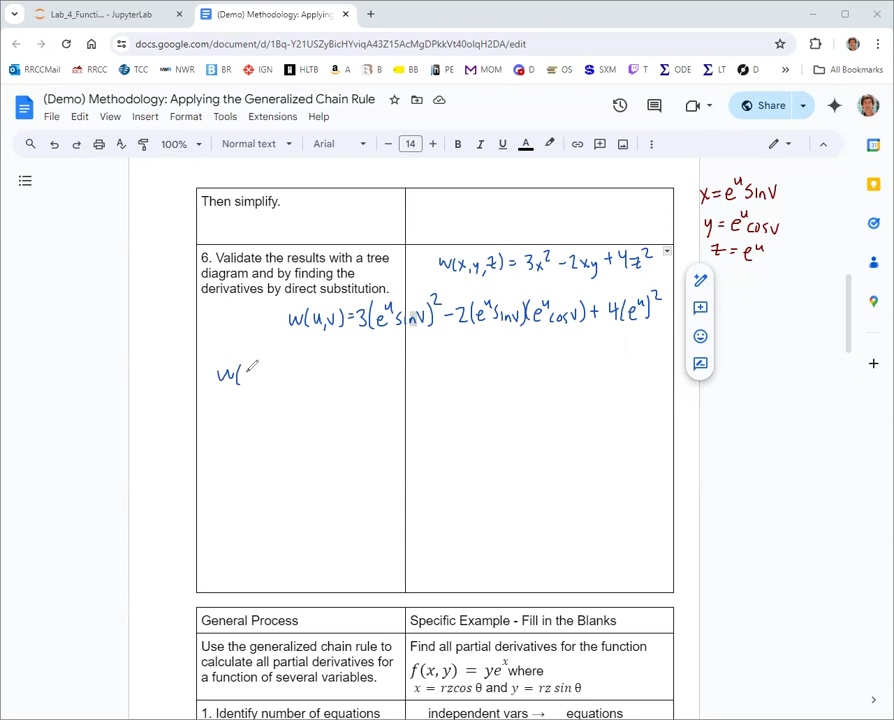 Lab_4_Functi... - JupyterLab
(Demo) Methodology: Applying
docs.google.com/document/d/1Bq-Y21USZyBicHYviqA43Z15AcMgDPkkVt40olqH2DA/edit
RRCCMail
RRCC
TCC
NWR
BR
IGN
HLTB
A
B
BB
PE
MOM
D
OS
SXM
T
ODE
LT
D
All Bookmarks
(Demo) Methodology: Applying the Generalized Chain Rule
File Edit View Insert Format Tools Extensions Help
Share
100%
Normal text
Arial
14
B I U A
Then simplify.
x = e^u sin v
y = e^u cos v
z = e^u
6. Validate the results with a tree
diagram and by finding the
derivatives by direct substitution.
w(x,y,z) = 3x² - 2xy + 4z²
w(u,v) = 3(e^u sin v)² - 2(e^u sin v)(e^u cos v) + 4(e^u)²
w(
General Process
Specific Example - Fill in the Blanks
Use the generalized chain rule to
calculate all partial derivatives for
a function of several variables.
Find all partial derivatives for the
function
f(x, y) = ye^x where
x = rzcos θ and y = rz sin θ
1. Identify number of equations
independent vars → equations